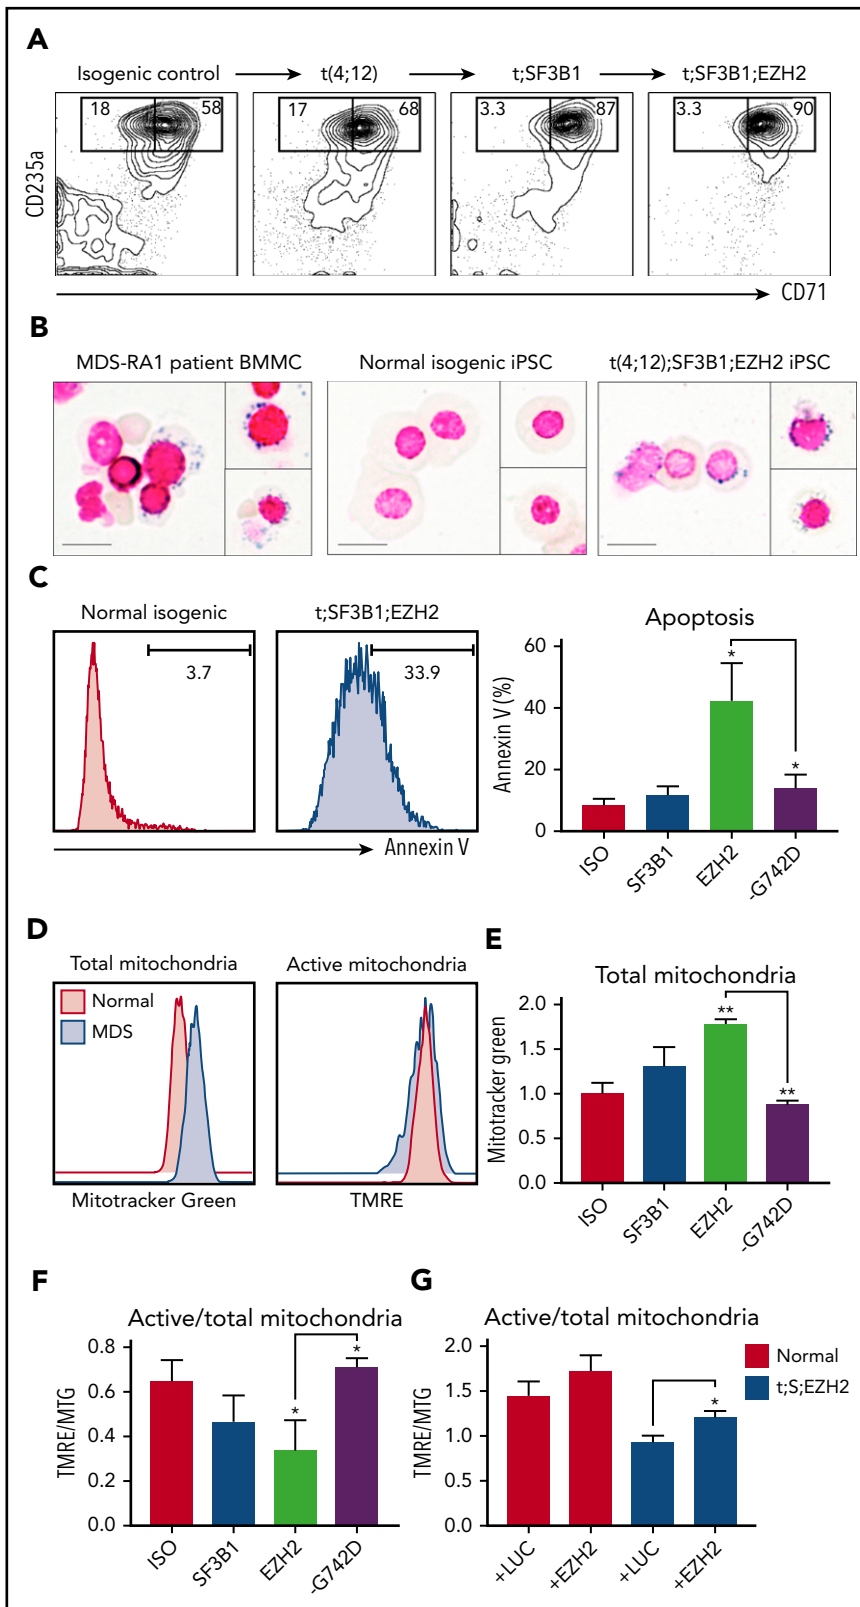 A
Isogenic control t(4;12) t;SF3B1 t;SF3B1;EZH2
18 58 17 68 3.3 87 3.3 90
CD235a
CD71
B
MDS-RA1 patient BMMC Normal isogenic iPSC t(4;12);SF3B1;EZH2 iPSC
C
Normal isogenic t;SF3B1;EZH2
3.7 33.9
Annexin V
Apoptosis
Annexin V (%)
60
40
20
0
* *
ISO SF3B1 EZH2 -G742D
D
Total mitochondria Active mitochondria
Normal
MDS
Mitotracker Green TMRE
E
Total mitochondria
Mitotracker green
2.0
1.5
1.0
0.5
0.0
** **
ISO SF3B1 EZH2 -G742D
F
Active/total mitochondria
TMRE/MTG
0.8
0.6
0.4
0.2
0.0
* *
ISO SF3B1 EZH2 -G742D
G
Active/total mitochondria
TMRE/MTG
2.0
1.5
1.0
0.5
0.0
*
+LUC +EZH2 +LUC +EZH2
Normal
t;S;EZH2